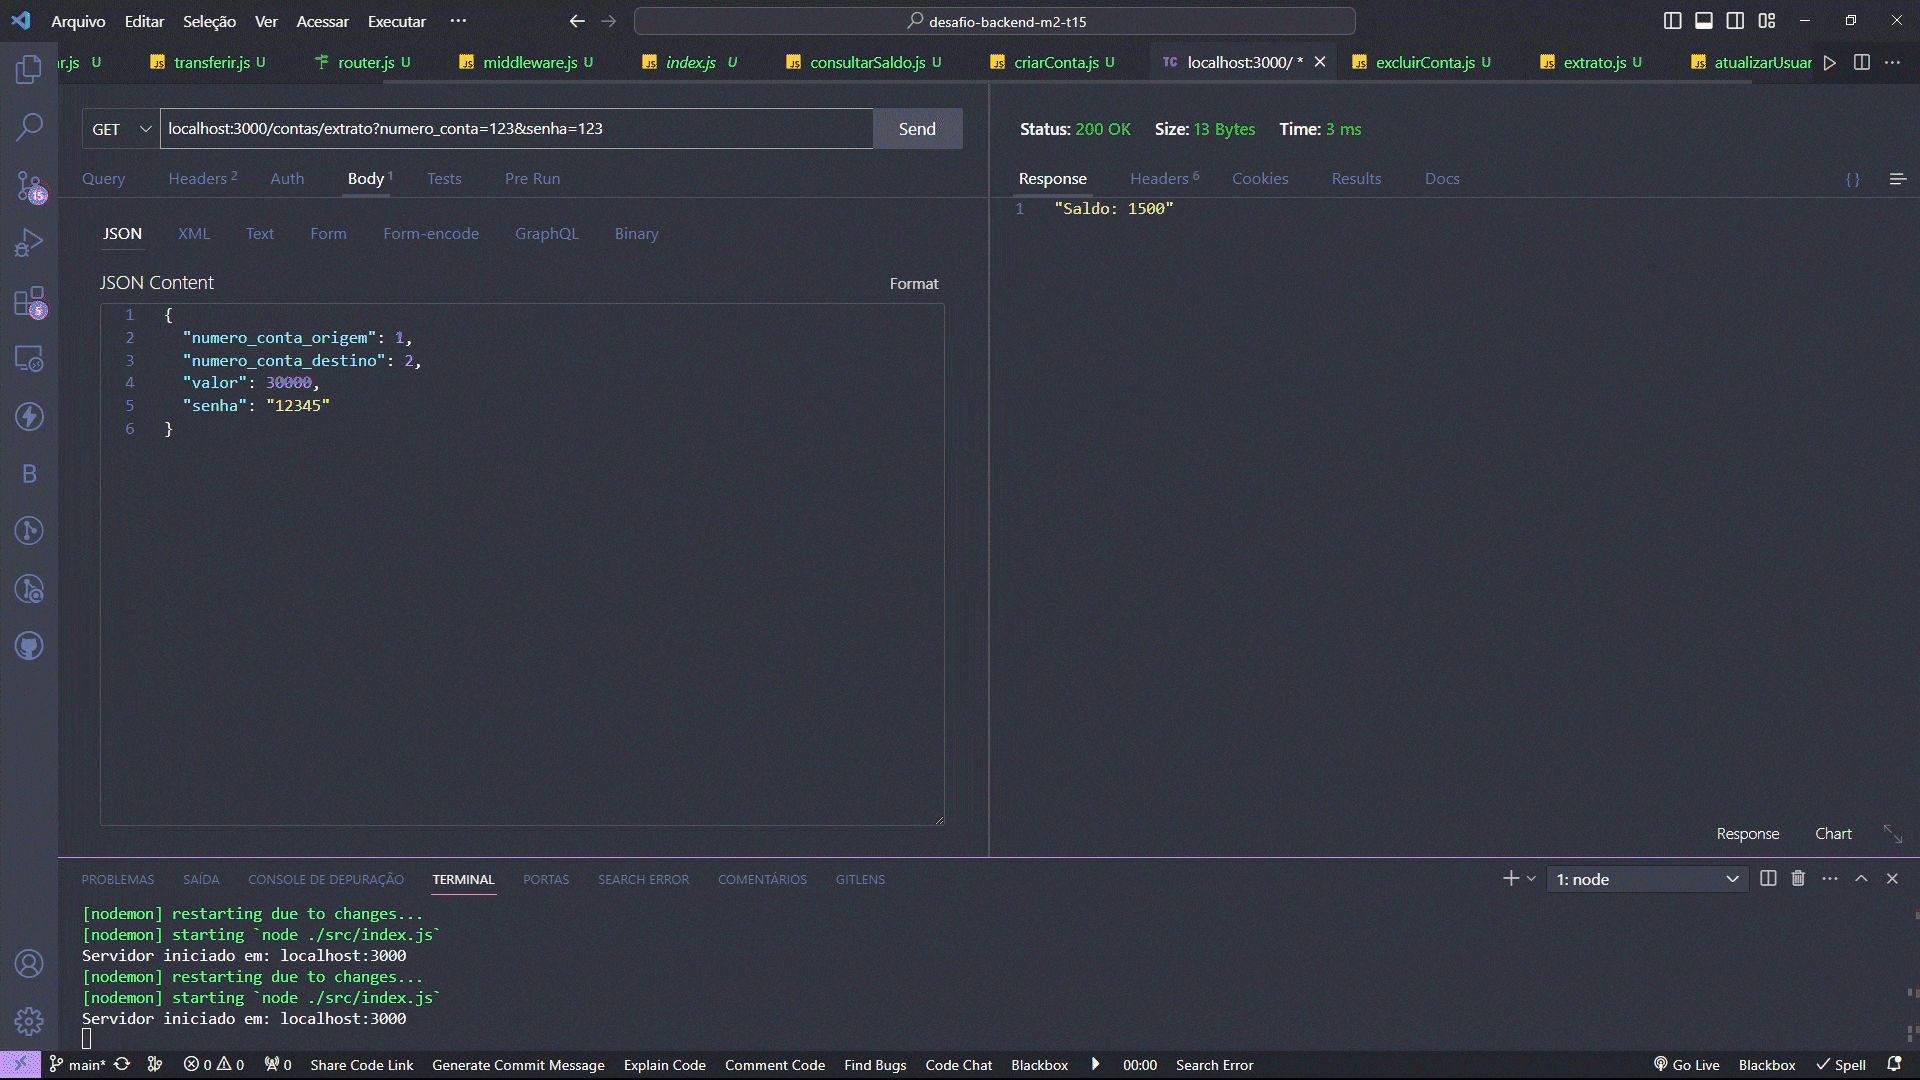 Arquivo Editar Seleção Ver Acessar Executar ··· desafio-backend-m2-t15
ar.js U transferir.js U router.js U middleware.js U index.js U consultarSaldo.js U criarConta.js U TC localhost:3000/ * excluirConta.js U extrato.js U atualizarUsuar
GET localhost:3000/contas/extrato?numero_conta=123&senha=123 Send
Status: 200 OK Size: 13 Bytes Time: 3 ms
Query Headers 2 Auth Body 1 Tests Pre Run
Response Headers 6 Cookies Results Docs { }
1 "Saldo: 1500"
JSON XML Text Form Form-encode GraphQL Binary
JSON Content Format
1 {
2 "numero_conta_origem": 1,
3 "numero_conta_destino": 2,
4 "valor": 30000,
5 "senha": "12345"
6 }
15
5
B
Response Chart
PROBLEMAS SAÍDA CONSOLE DE DEPURAÇÃO TERMINAL PORTAS SEARCH ERROR COMENTÁRIOS GITLENS 1: node
[nodemon] restarting due to changes...
[nodemon] starting `node ./src/index.js`
Servidor iniciado em: localhost:3000
[nodemon] restarting due to changes...
[nodemon] starting `node ./src/index.js`
Servidor iniciado em: localhost:3000
main* 0 0 0 Share Code Link Generate Commit Message Explain Code Comment Code Find Bugs Code Chat Blackbox 00:00 Search Error Go Live Blackbox Spell